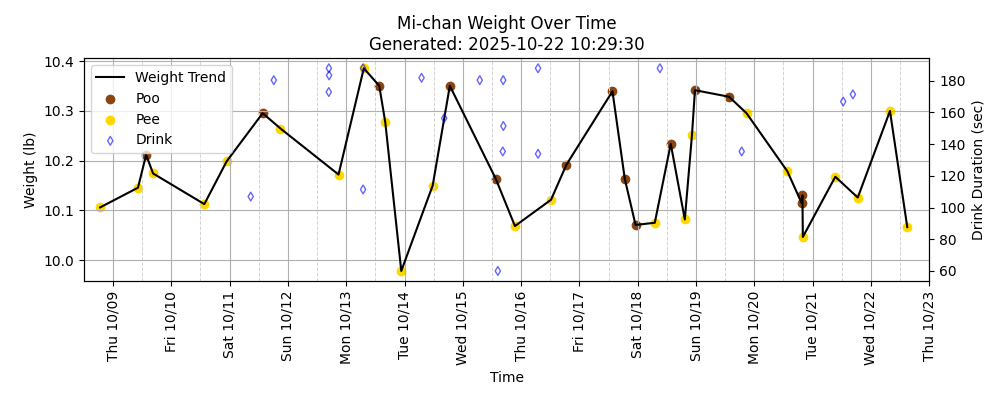 Mi-chan Weight Over Time
Generated: 2025-10-22 10:29:30
Weight (lb)
10.4
10.3
10.2
10.1
10.0
Weight Trend
Poo
Pee
Drink
180
160
140
120
100
80
60
Drink Duration (sec)
Thu 10/09
Fri 10/10
Sat 10/11
Sun 10/12
Mon 10/13
Tue 10/14
Wed 10/15
Thu 10/16
Fri 10/17
Sat 10/18
Sun 10/19
Mon 10/20
Tue 10/21
Wed 10/22
Thu 10/23
Time